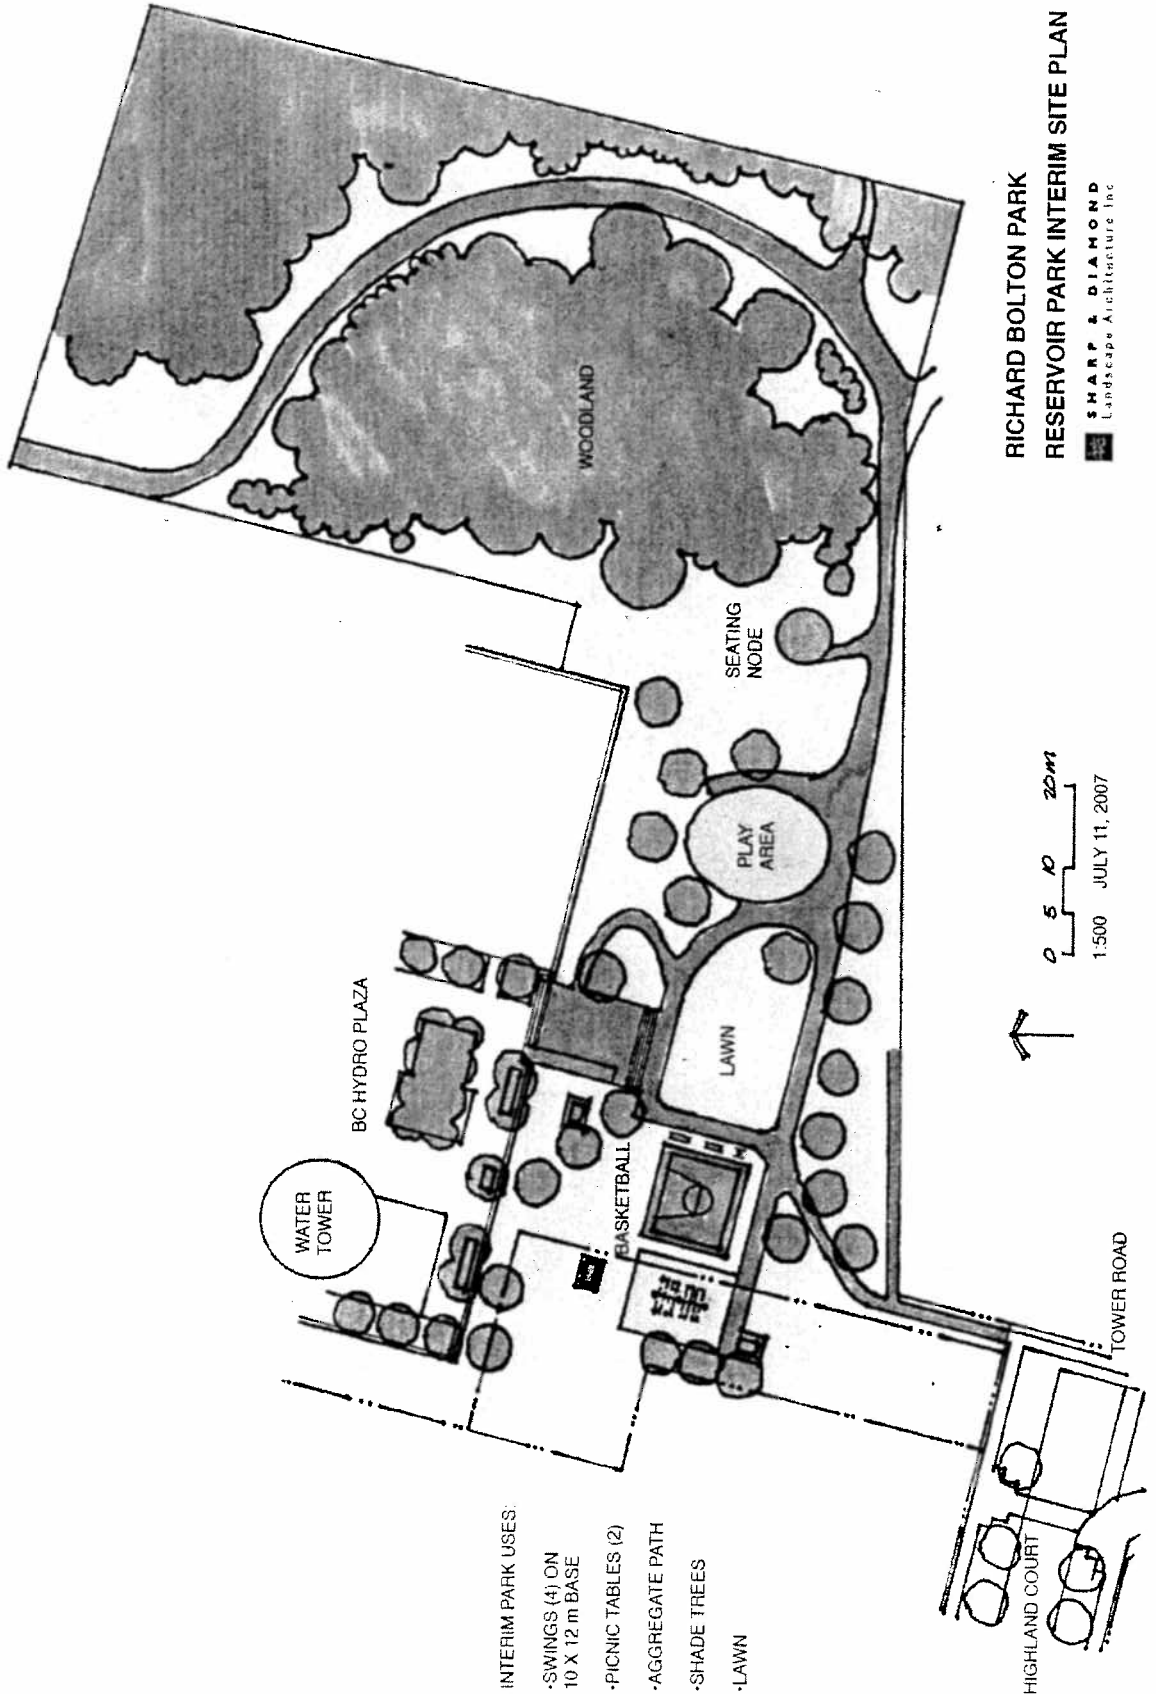 WATER
TOWER
BC HYDRO PLAZA
WOODLAND
BASKETBALL
LAWN
PLAY
AREA
SEATING
NODE
INTERIM PARK USES:
•SWINGS (4) ON
10 X 12 m BASE
•PICNIC TABLES (2)
•AGGREGATE PATH
•SHADE TREES
•LAWN
HIGHLAND COURT
TOWER ROAD
0 5 10 20m
1:500 JULY 11, 2007
RICHARD BOLTON PARK
RESERVOIR PARK INTERIM SITE PLAN
SHARP & DIAMOND
Landscape Architecture Inc